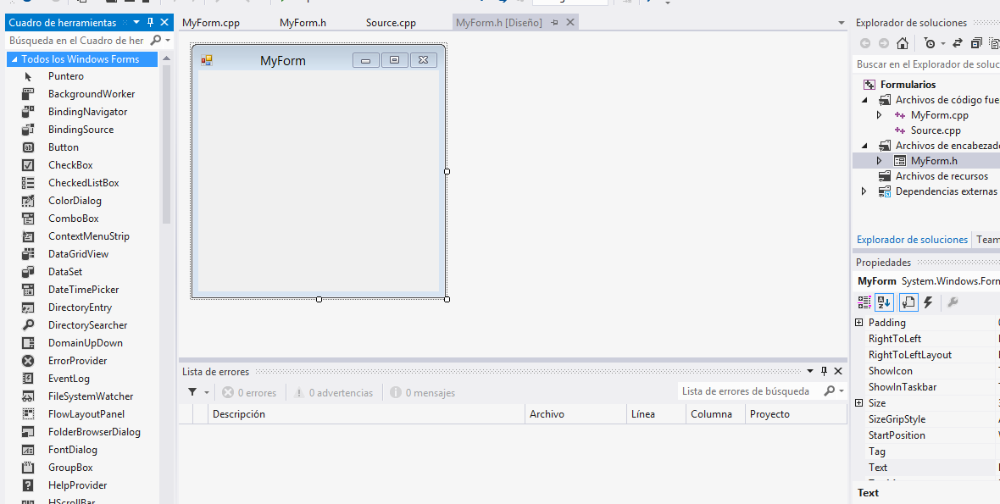 Cuadro de herramientas
Búsqueda en el Cuadro de her
Todos los Windows Forms
Puntero
BackgroundWorker
BindingNavigator
BindingSource
Button
CheckBox
CheckedListBox
ColorDialog
ComboBox
ContextMenuStrip
DataGridView
DataSet
DateTimePicker
DirectoryEntry
DirectorySearcher
DomainUpDown
ErrorProvider
EventLog
FileSystemWatcher
FlowLayoutPanel
FolderBrowserDialog
FontDialog
GroupBox
HelpProvider
HScrollBar
MyForm.cpp
MyForm.h
Source.cpp
MyForm.h [Diseño]
MyForm
Lista de errores
0 errores
0 advertencias
0 mensajes
Lista de errores de búsqueda
Descripción
Archivo
Línea
Columna
Proyecto
Explorador de soluciones
Buscar en el Explorador de soluc
Formularios
Archivos de código fue
MyForm.cpp
Source.cpp
Archivos de encabezado
MyForm.h
Archivos de recursos
Dependencias externas
Explorador de soluciones
Team
Propiedades
MyForm System.Windows.Form
Padding
RightToLeft
RightToLeftLayout
ShowIcon
ShowInTaskbar
Size
SizeGripStyle
StartPosition
Tag
Text
Text